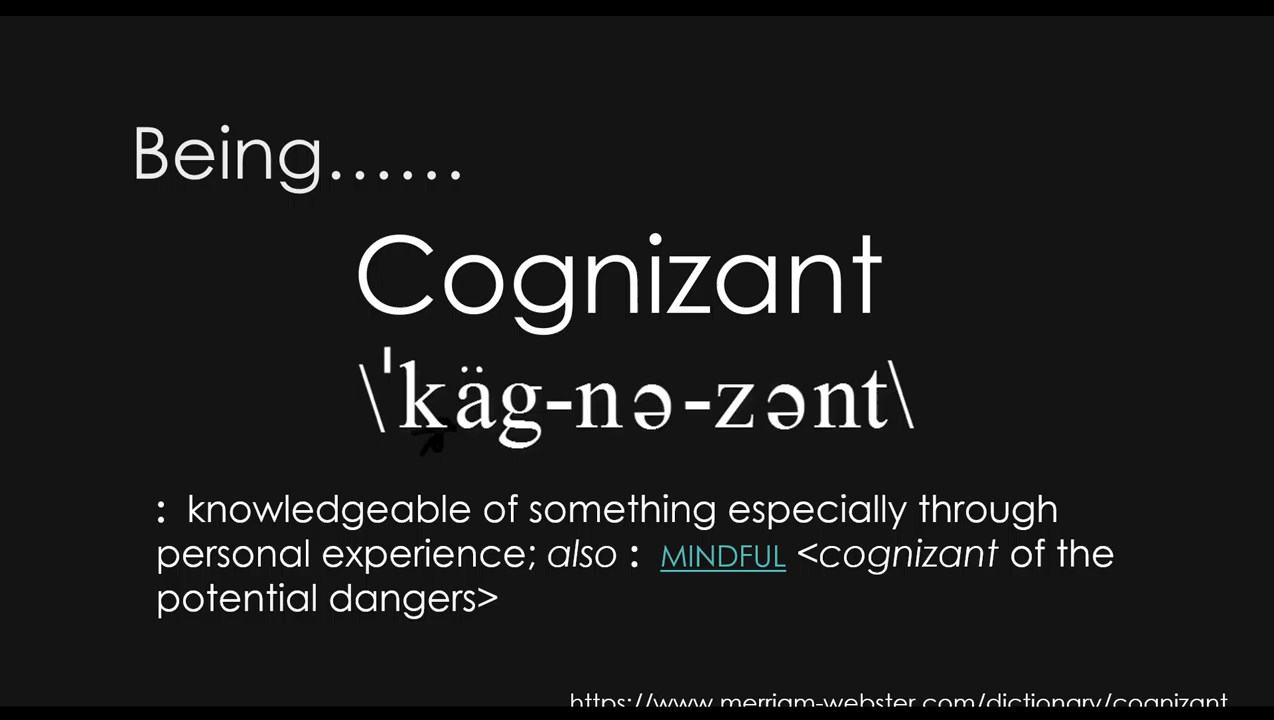 Being......
Cognizant
\ˈkäg-nə-zənt\
: knowledgeable of something especially through
personal experience; also : MINDFUL <cognizant of the
potential dangers>
https://www.merriam-webster.com/dictionary/cognizant